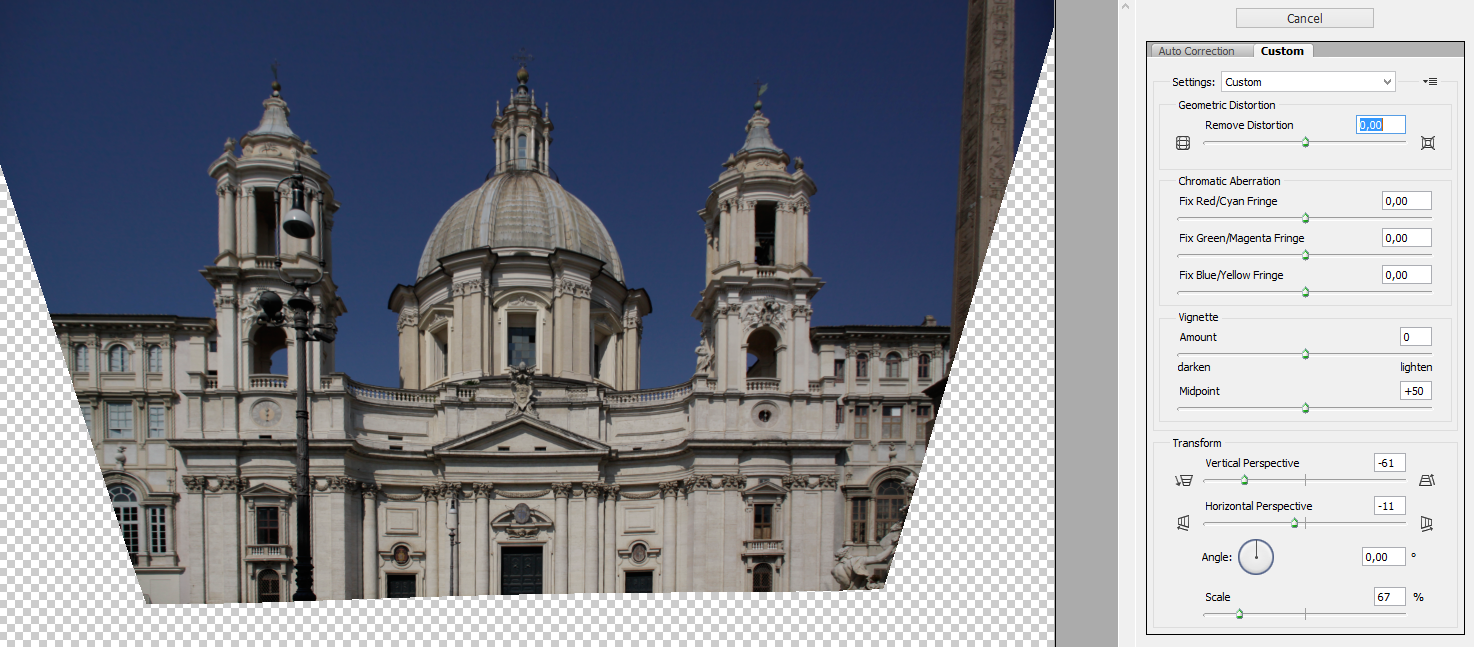 Cancel
Auto Correction Custom
Settings: Custom
Geometric Distortion
Remove Distortion 0,00
Chromatic Aberration
Fix Red/Cyan Fringe 0,00
Fix Green/Magenta Fringe 0,00
Fix Blue/Yellow Fringe 0,00
Vignette
Amount 0
darken lighten
Midpoint +50
Transform
Vertical Perspective -61
Horizontal Perspective -11
Angle: 0,00 °
Scale 67 %